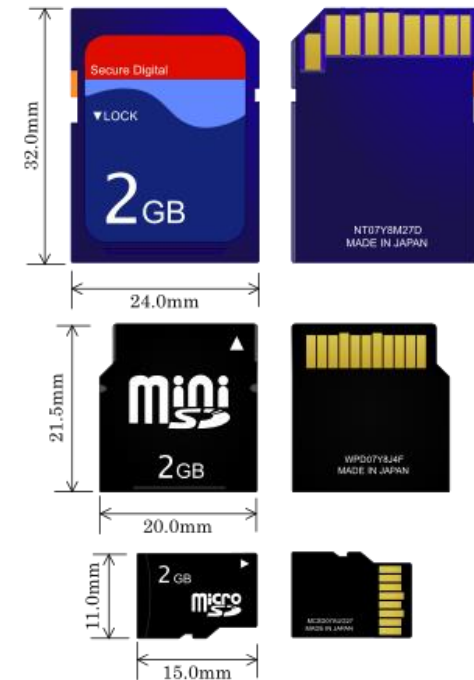 Secure Digital
▼LOCK
2GB
32.0mm
24.0mm
NT07Y8M27D
MADE IN JAPAN
mini
SD
2GB
21.5mm
20.0mm
WPD07Y8J4F
MADE IN JAPAN
2GB
Micro
SD
11.0mm
15.0mm
MADE IN JAPAN